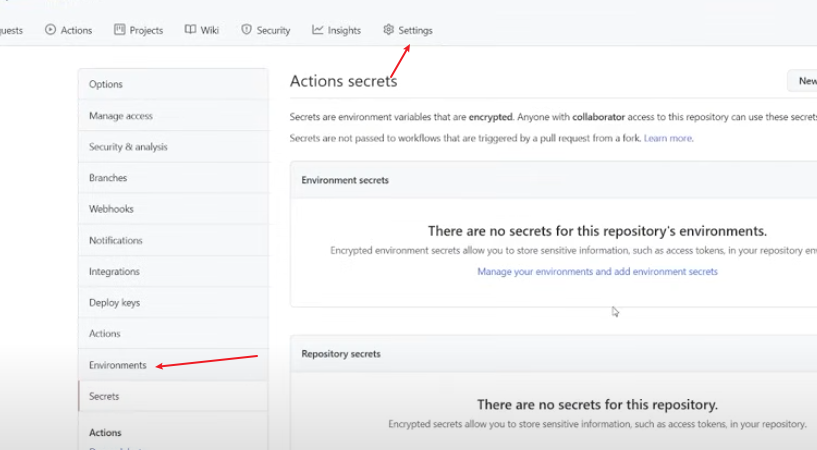 Actions
Projects
Wiki
Security
Insights
Settings
Options
Manage access
Security & analysis
Branches
Webhooks
Notifications
Integrations
Deploy keys
Actions
Environments
Secrets
Actions
Actions secrets
New
Secrets are environment variables that are encrypted. Anyone with collaborator access to this repository can use these secrets
Secrets are not passed to workflows that are triggered by a pull request from a fork. Learn more.
Environment secrets
There are no secrets for this repository's environments.
Encrypted environment secrets allow you to store sensitive information, such as access tokens, in your repository
Manage your environments and add environment secrets
Repository secrets
There are no secrets for this repository.
Encrypted secrets allow you to store sensitive information, such as access tokens, in your repository.